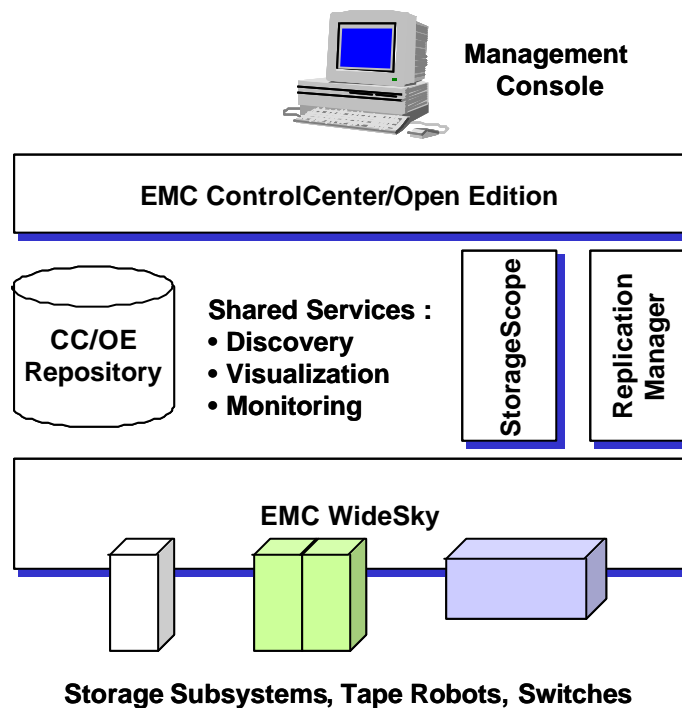 Management
Console
EMC ControlCenter/Open Edition
CC/OE
Repository
Shared Services :
• Discovery
• Visualization
• Monitoring
StorageScope
Replication
Manager
EMC WideSky
Storage Subsystems, Tape Robots, Switches